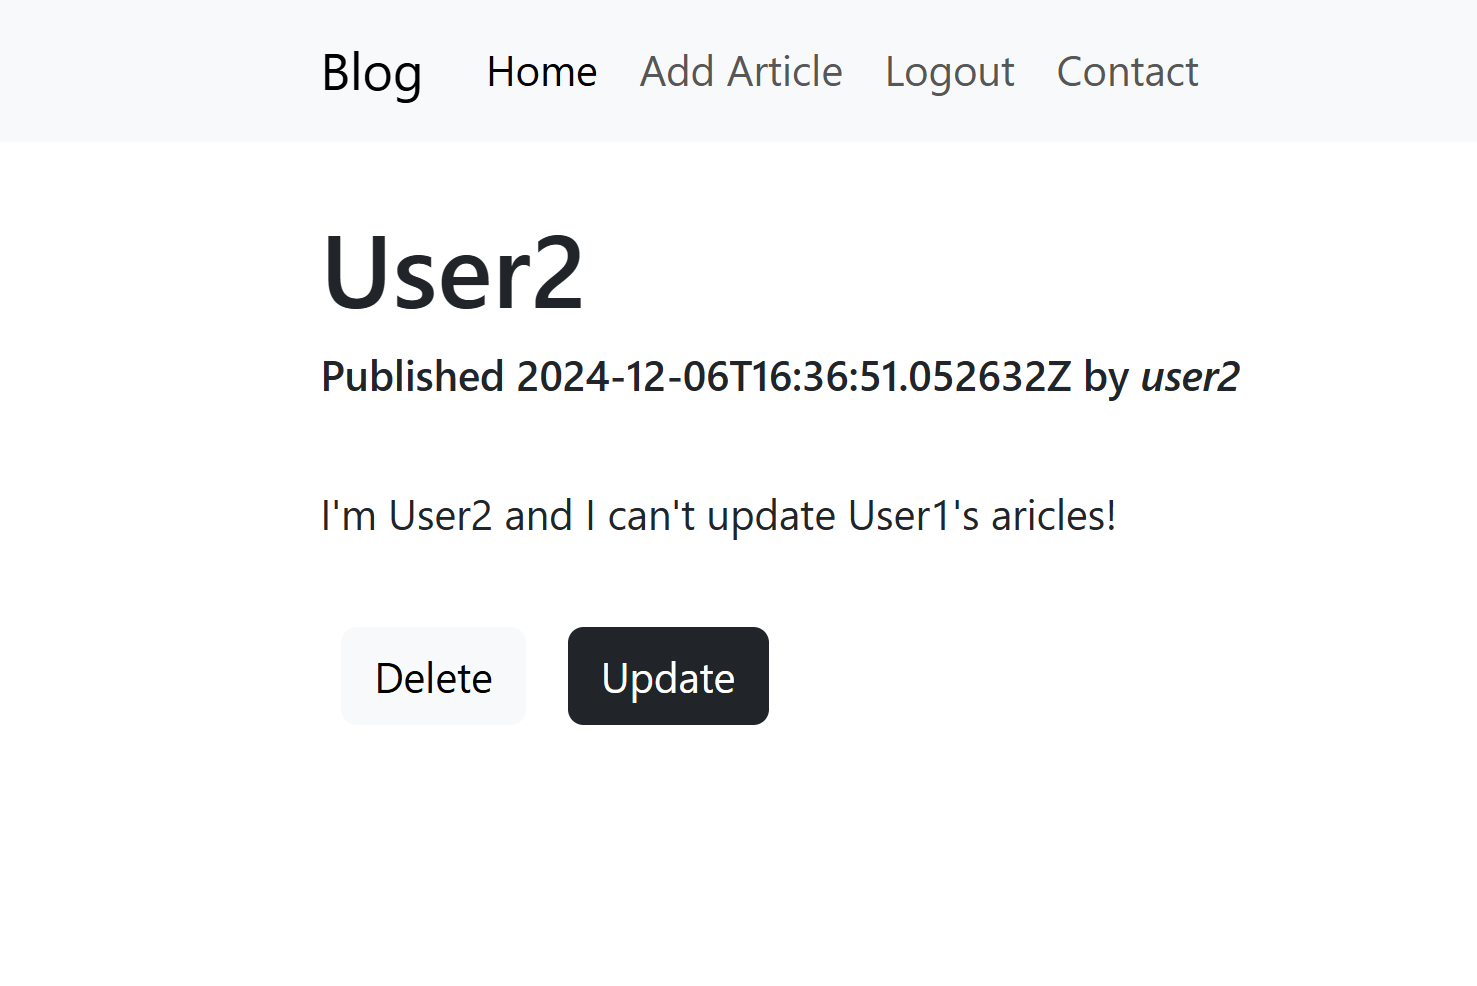 Blog Home Add Article Logout Contact
User2
Published 2024-12-06T16:36:51.052632Z by user2
I'm User2 and I can't update User1's aricles!
Delete Update